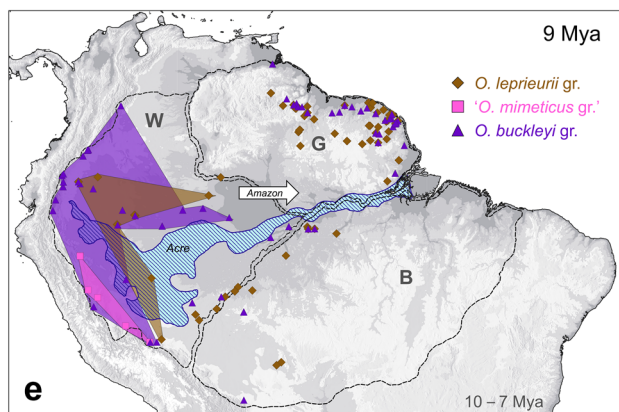 9 Mya
O. leprieurii gr.
'O. mimeticus gr.'
O. buckleyi gr.
W
G
Amazon
Acre
B
e
10 – 7 Mya